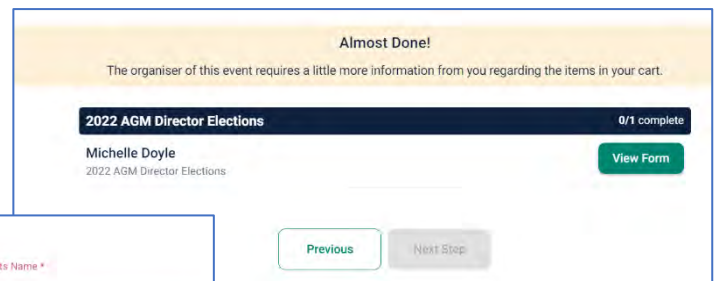 Almost Done!
The organiser of this event requires a little more information from you regarding the items in your cart.
2022 AGM Director Elections 0/1 complete
Michelle Doyle View Form
2022 AGM Director Elections
Previous Next Step
Name *